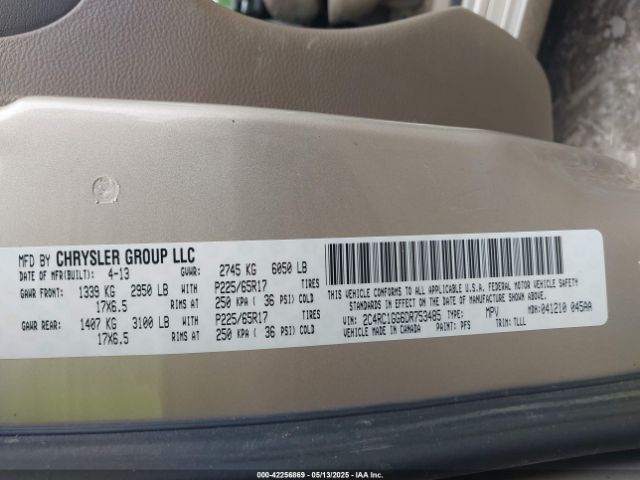 MFD BY CHRYSLER GROUP LLC
DATE OF MFR(BUILT): 4-13 GVWR: 2745 KG 6050 LB
GAWR FRONT: 1339 KG 2950 LB WITH P225/65R17 TIRES
17X6.5 RIMS AT 250 KPA ( 36 PSI) COLD
GAWR REAR: 1407 KG 3100 LB WITH P225/65R17 TIRES
17X6.5 RIMS AT 250 KPA ( 36 PSI) COLD
THIS VEHICLE CONFORMS TO ALL APPLICABLE U.S.A. FEDERAL MOTOR VEHICLE SAFETY
STANDARDS IN EFFECT ON THE DATE OF MANUFACTURE SHOWN ABOVE.
VIN: 2C4RC1GG6DR753485 TYPE: MPV MDH: 041210 045AA
VEHICLE MADE IN CANADA PAINT: PFS TRIM: TLLL
000-42256869 | 05/13/2025 | IAA Inc.